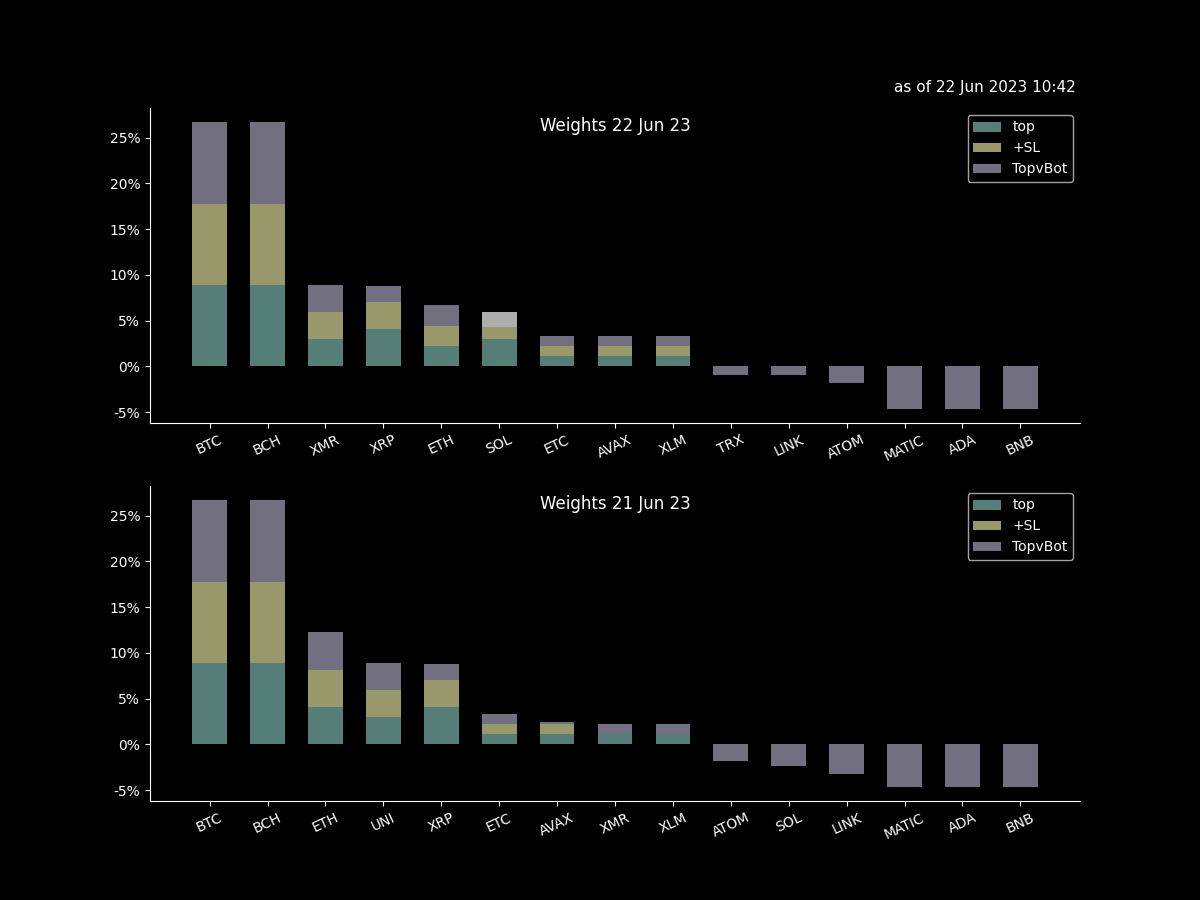 as of 22 Jun 2023 10:42
Weights 22 Jun 23
top
+SL
TopvBot
25%
20%
15%
10%
5%
0%
-5%
BTC BCH XMR XRP ETH SOL ETC AVAX XLM TRX LINK ATOM MATIC ADA BNB
Weights 21 Jun 23
top
+SL
TopvBot
25%
20%
15%
10%
5%
0%
-5%
BTC BCH ETH UNI XRP ETC AVAX XMR XLM ATOM SOL LINK MATIC ADA BNB